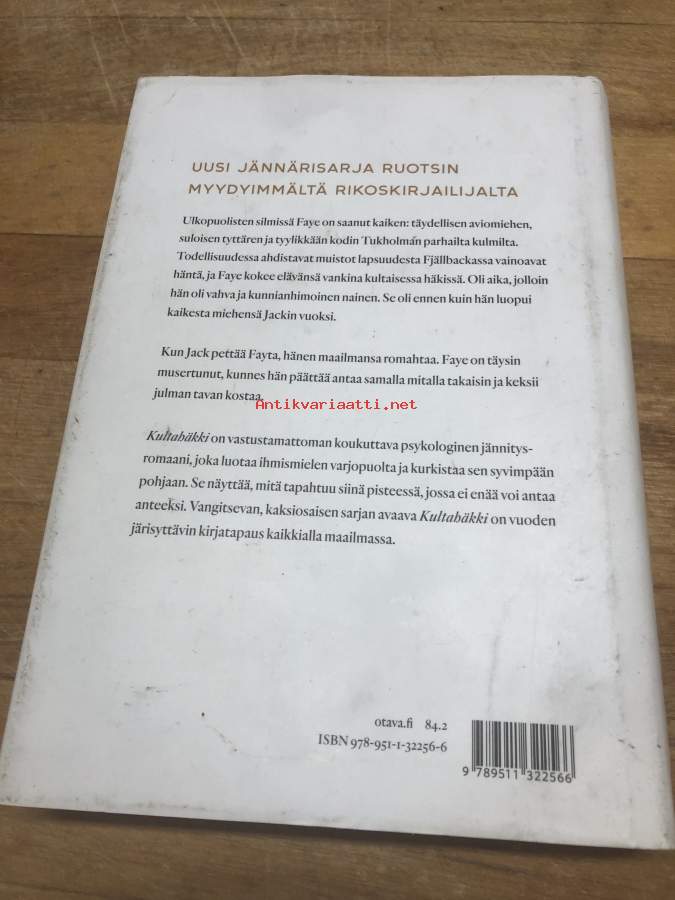 UUSI JÄNNÄRISARJA RUOTSIN
MYYDYIMMÄLTÄ RIKOSKIRJAILIJALTA
Ulkopuolisten silmissä Faye on saanut kaiken: täydellisen aviomiehen,
suloisen tyttären ja tyylikkään kodin Tukholman parhailta kulmilta.
Todellisuudessa ahdistavat muistot lapsuudesta Fjällbackassa vainoavat
häntä, ja Faye kokee elävänsä vankina kultaisessa häkissä. Oli aika, jolloin
hän oli vahva ja kunnianhimoinen nainen. Se oli ennen kuin hän luopui
kaikesta miehensä Jackin vuoksi.
Kun Jack pettää Fayta, hänen maailmansa romahtaa. Faye on täysin
musertunut, kunnes hän päättää antaa samalla mitalla takaisin ja keksii
julman tavan kostaa.
Antikvariaatti.net
Kultahäkki on vastustamattoman koukuttava psykologinen jännitys-
romaani, joka luotaa ihmismielen varjopuolta ja kurkistaa sen syvimpään
pohjaan. Se näyttää, mitä tapahtuu siinä pisteessä, jossa ei enää voi antaa
anteeksi. Vangitsevan, kaksiosaisen sarjan avaava Kultahäkki on vuoden
järisyttävin kirjatapaus kaikkialla maailmassa.
otava.fi 84.2
ISBN 978-951-1-32256-6
9 789511 322566